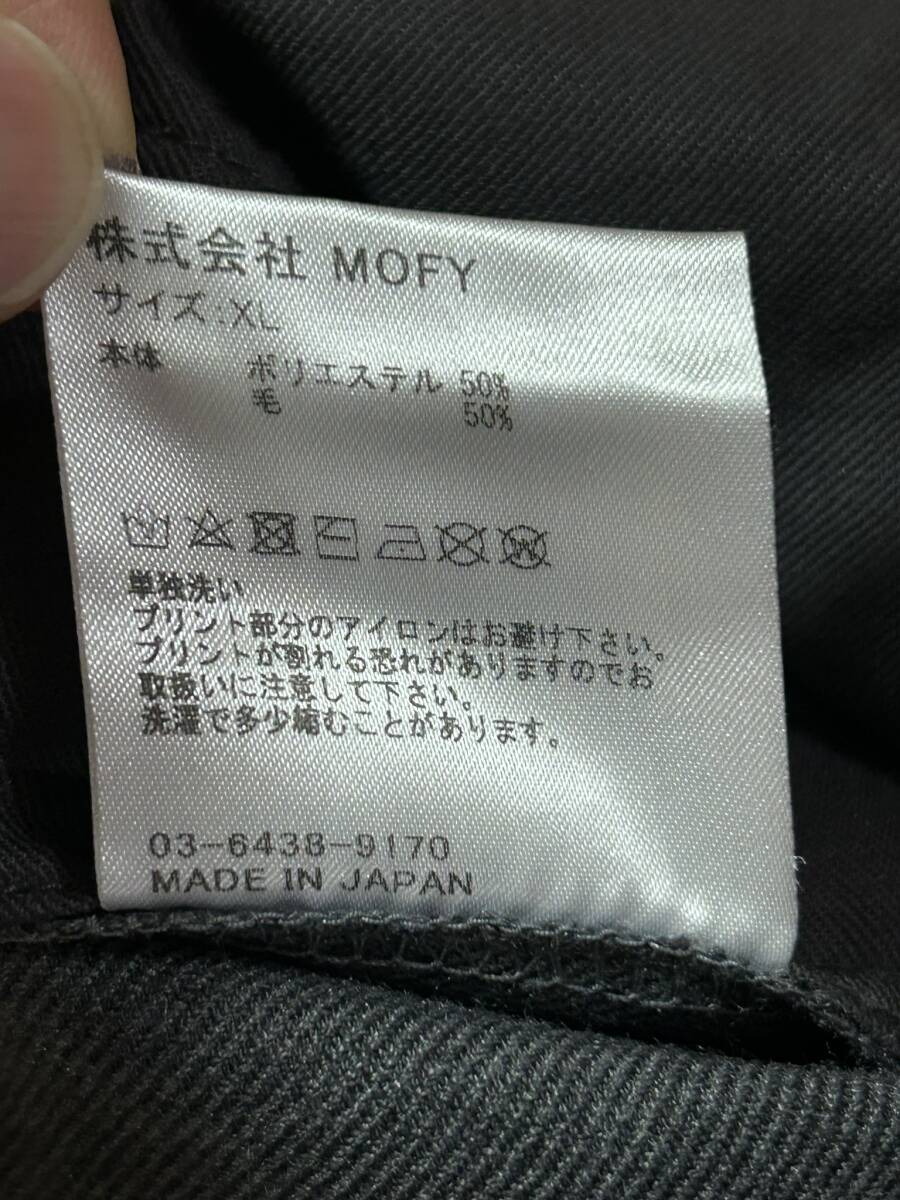 株式会社 MOFY
サイズ:XL
本体 ポリエステル 50%
毛 50%
単独洗い
プリント部分のアイロンはお避け下さい。
プリントが割れる恐れがありますのでお
取扱いに注意して下さい。
洗濯で多少縮むことがあります。
03-6438-9170
MADE IN JAPAN